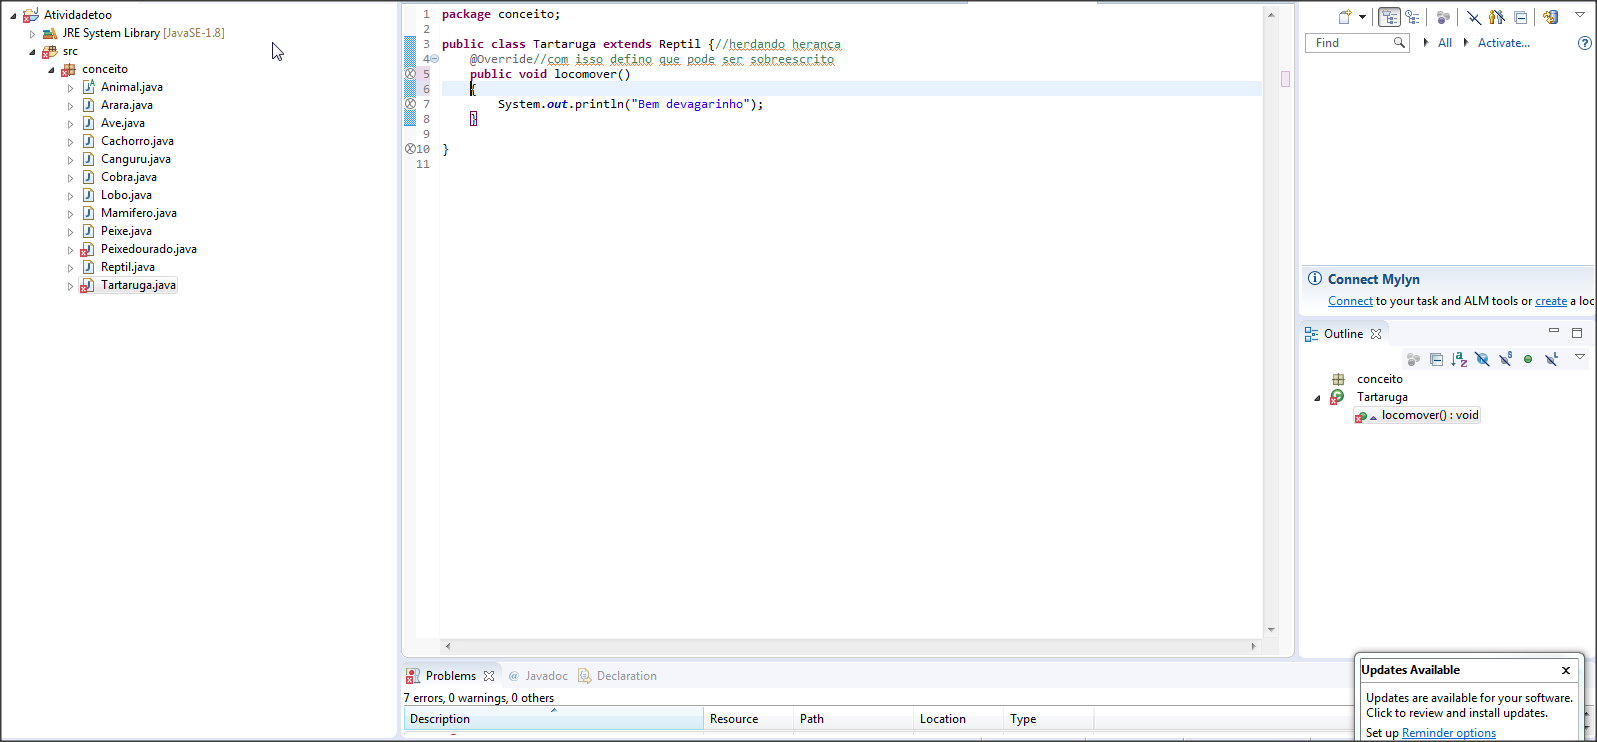 Atividadetoo
JRE System Library [JavaSE-1.8]
src
conceito
Animal.java
Arara.java
Ave.java
Cachorro.java
Canguru.java
Cobra.java
Lobo.java
Mamifero.java
Peixe.java
Peixedourado.java
Reptil.java
Tartaruga.java
1 package conceito;
2
3 public class Tartaruga extends Reptil {//herdando heranca
4 @Override//com isso defino que pode ser sobreescrito
5 public void locomover()
6 {
7 System.out.println("Bem devagarinho");
8 }
9
10 }
11
Find All Activate...
Connect Mylyn
Connect to your task and ALM tools or create a loc
Outline
conceito
Tartaruga
locomover() : void
Problems @ Javadoc Declaration
7 errors, 0 warnings, 0 others
Description Resource Path Location Type
Updates Available
Updates are available for your software.
Click to review and install updates.
Set up Reminder options